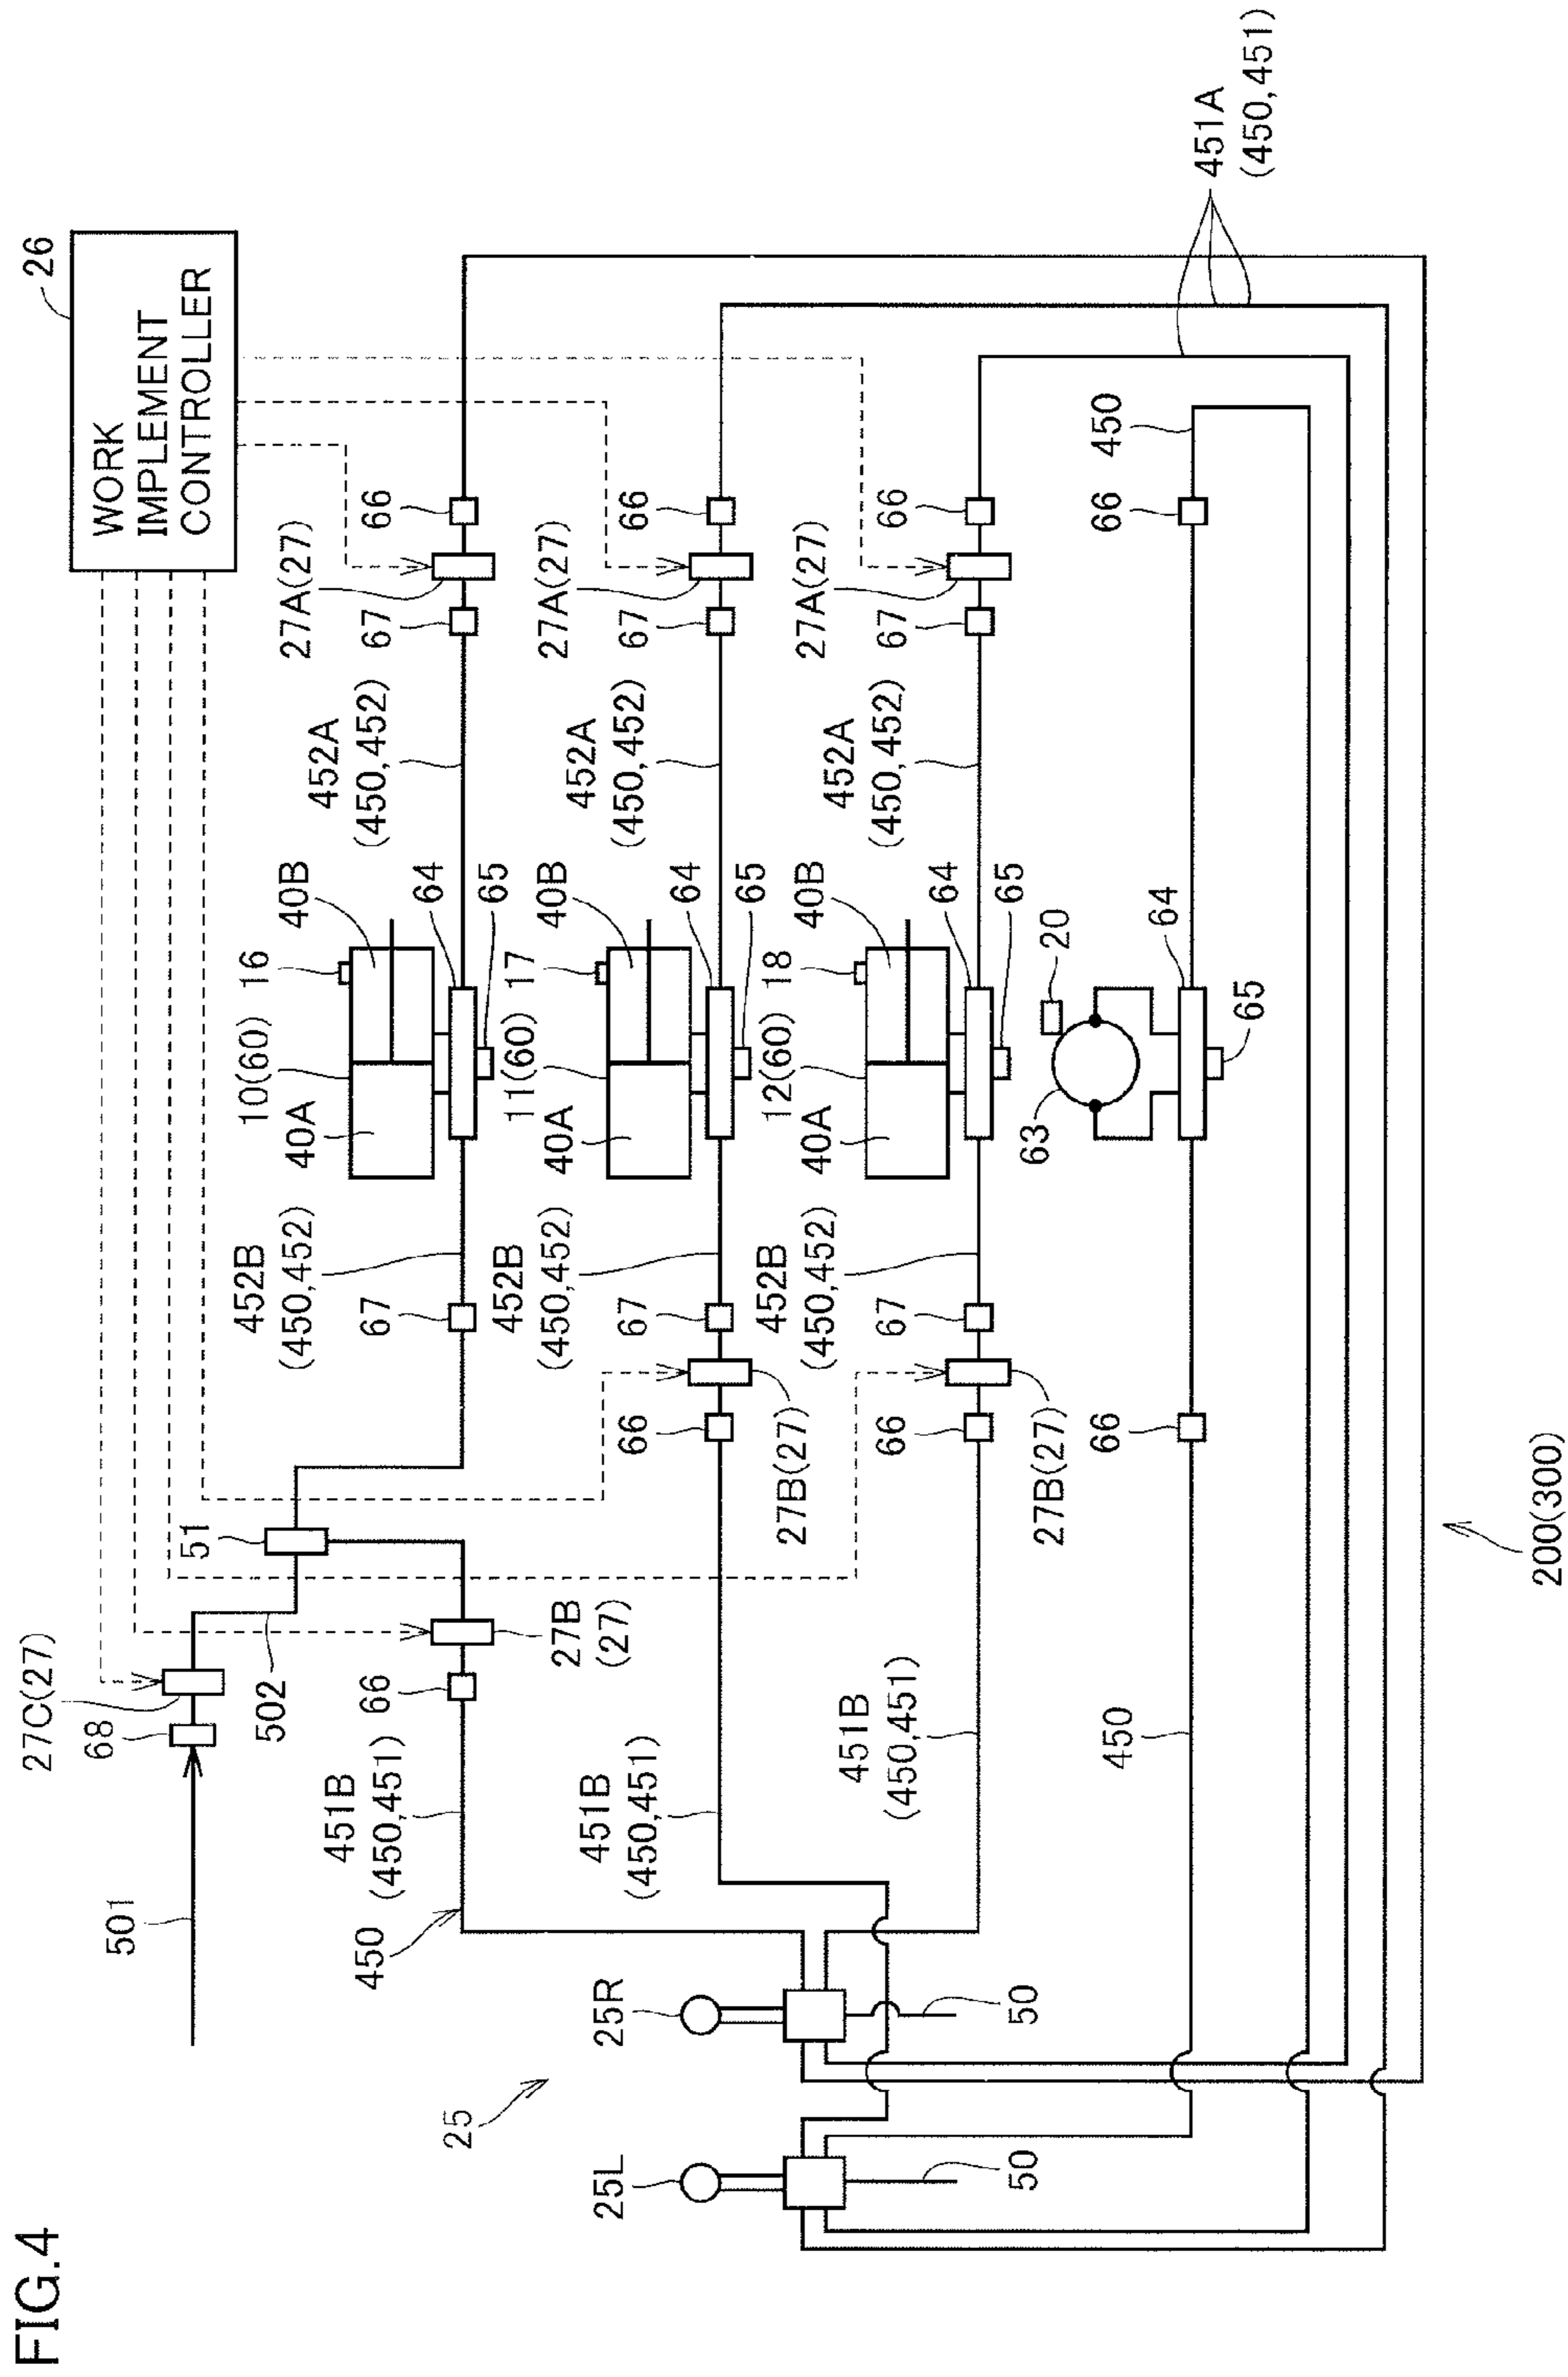 FIG.4
25
25L
50
25R
50
450
501
27C(27)
68
502
51
451B
(450,451)
66
27B
(27)
451B
(450,451)
451B
(450,451)
450
WORK
IMPLEMENT
CONTROLLER
26
452B
(450,452)
67
10(60)
16
40A
40B
64
65
452A
(450,452)
67
27A(27)
66
452B
(450,452)
67
66
27B(27)
11(60)
17
40A
40B
64
65
452A
(450,452)
67
27A(27)
66
452B
(450,452)
67
66
27B(27)
12(60)
18
40A
40B
64
65
452A
(450,452)
67
27A(27)
66
66
63
20
64
65
66
450
451A
(450,451)
200(300)